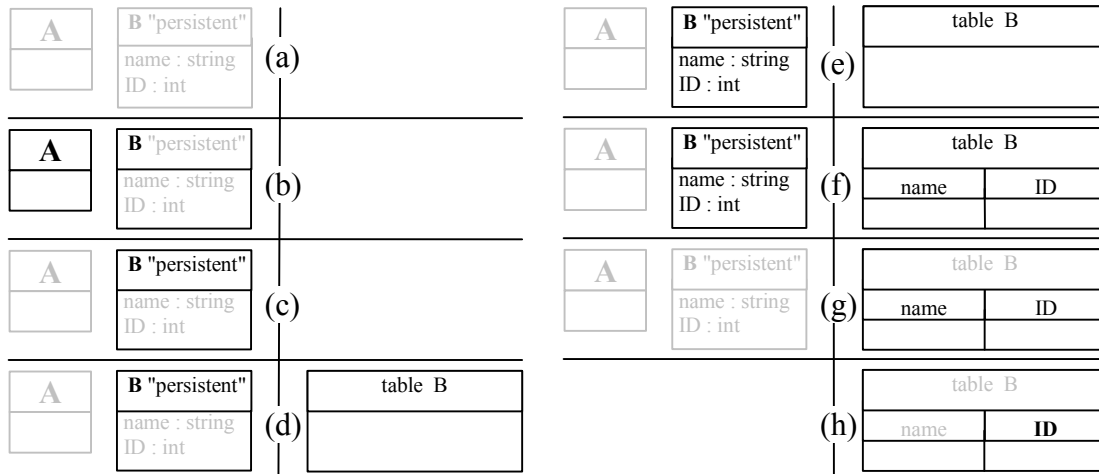 A
B "persistent"
name : string
ID : int
(a)
A
B "persistent"
name : string
ID : int
(b)
A
B "persistent"
name : string
ID : int
(c)
A
B "persistent"
name : string
ID : int
(d)
table B
A
B "persistent"
name : string
ID : int
(e)
table B
A
B "persistent"
name : string
ID : int
(f)
table B
name ID
A
B "persistent"
name : string
ID : int
(g)
table B
name ID
(h)
table B
name ID